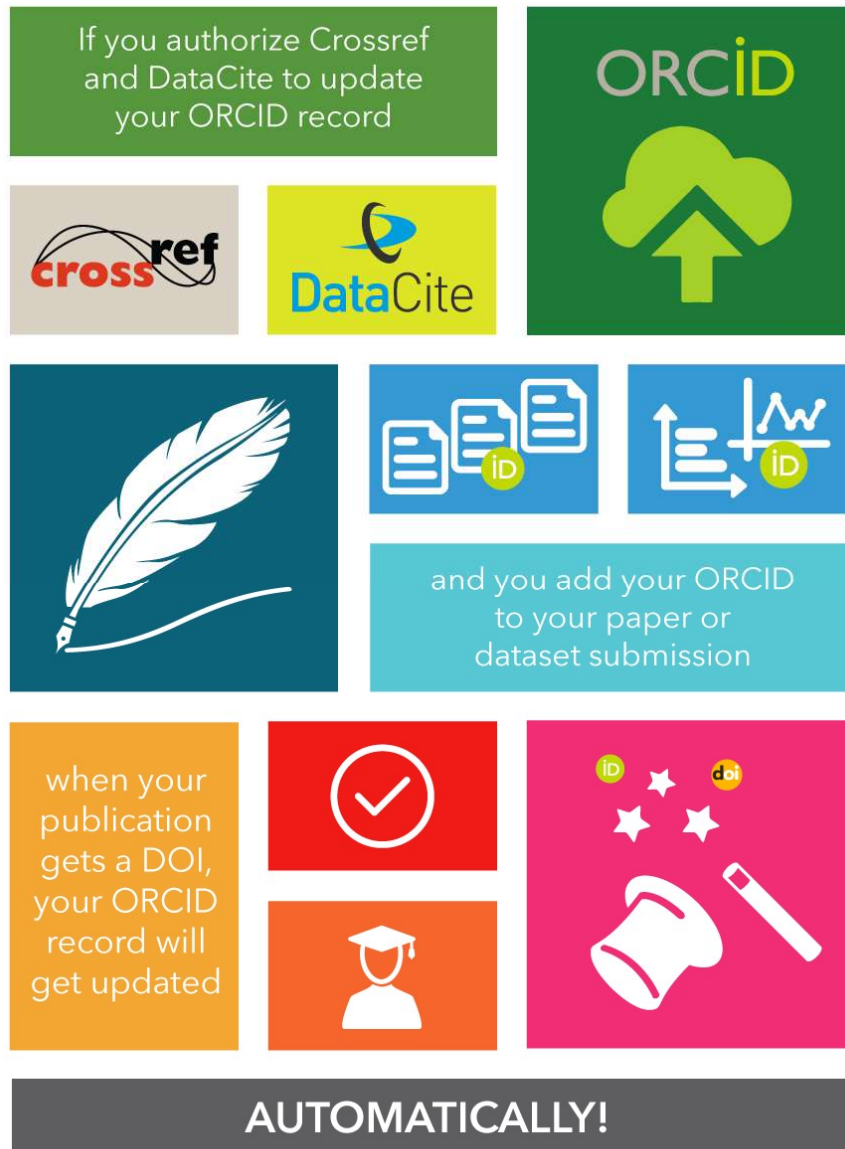 If you authorize Crossref
and DataCite to update
your ORCID record
ORCiD
crossref
DataCite
iD
iD
and you add your ORCID
to your paper or
dataset submission
when your
publication
gets a DOI,
your ORCID
record will
get updated
iD
doi
AUTOMATICALLY!